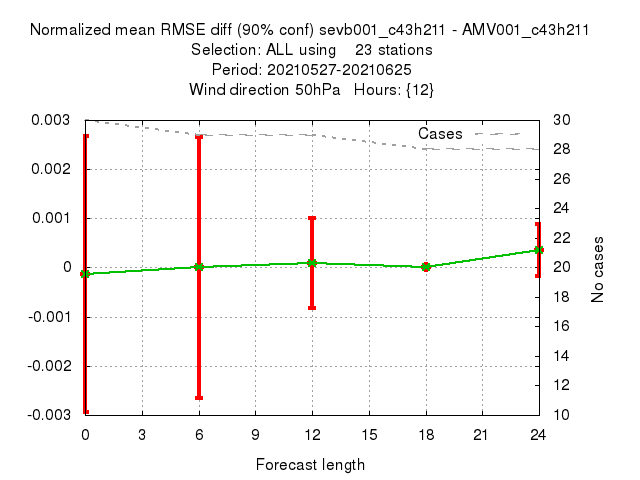 Normalized mean RMSE diff (90% conf) sevb001_c43h211 - AMV001_c43h211
Selection: ALL using    23 stations
Period: 20210527-20210625
Wind direction 50hPa   Hours: {12}
Cases
0.003
0.002
0.001
0
-0.001
-0.002
-0.003
30
28
26
24
22
20
18
16
14
12
10
No cases
0 3 6 9 12 15 18 21 24
Forecast length